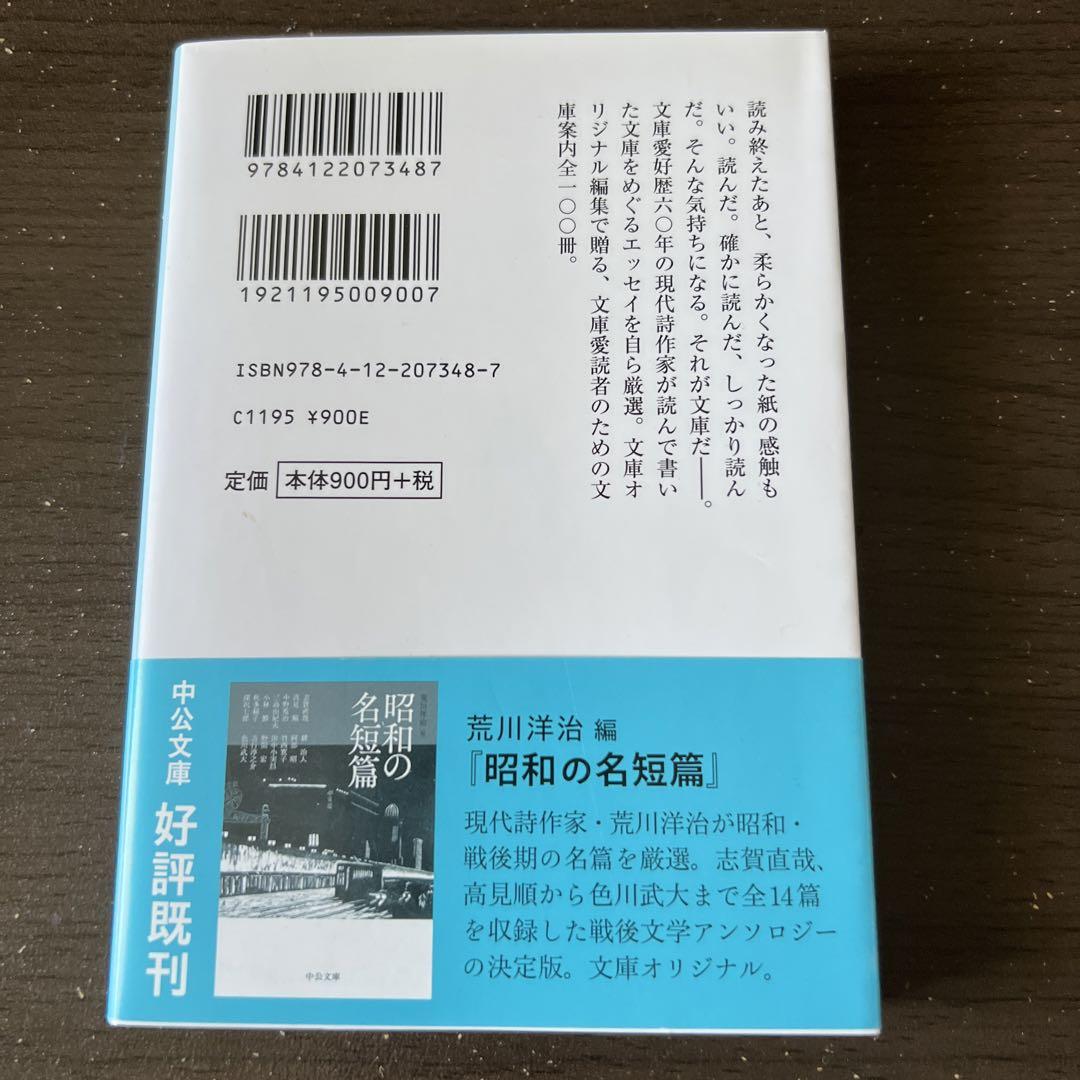 読み終えたあと、柔らかくなった紙の感触も
いい。読んだ。確かに読んだ、しっかり読ん
だ。そんな気持ちになる。それが文庫だ――。
文庫愛好歴六〇年の現代詩作家が読んで書い
た文庫をめぐるエッセイを自ら厳選。文庫オ
リジナル編集で贈る、文庫愛読者のための文
庫案内全一〇〇冊。
9784122073487
1921195009007
ISBN978-4-12-207348-7
C1195 ¥900E
定価 本体900円+税
中公文庫 好評既刊
昭和の
名短篇
中公文庫
荒川洋治 編
『昭和の名短篇』
現代詩作家・荒川洋治が昭和・
戦後期の名篇を厳選。志賀直哉、
高見順から色川武大まで全14篇
を収録した戦後文学アンソロジー
の決定版。文庫オリジナル。